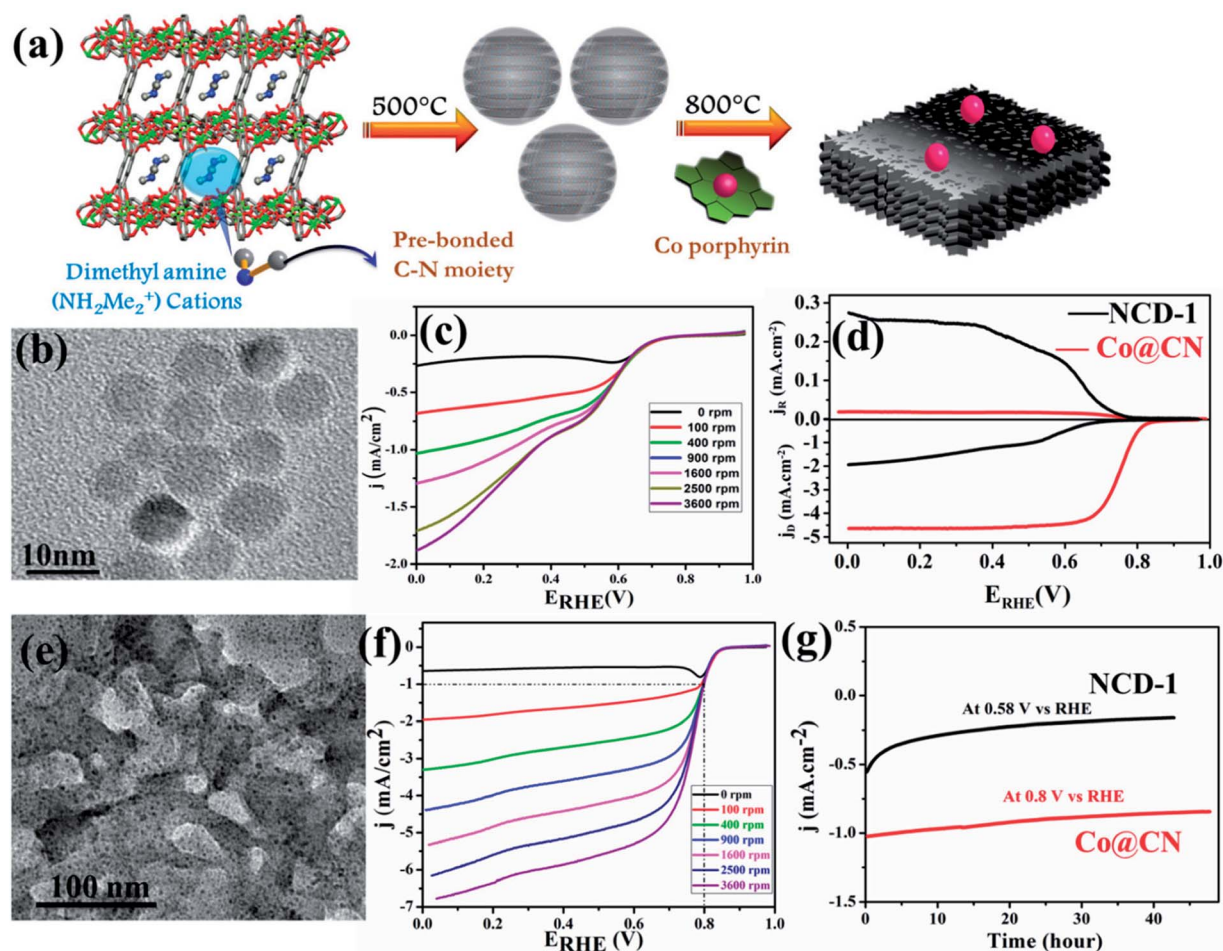 (a)
500°C
800°C
Dimethyl amine
(NH₂Me₂⁺) Cations
Pre-bonded
C-N moiety
Co porphyrin
(b)
10nm
(c)
j (mA/cm²)
0.0
-0.5
-1.0
-1.5
-2.0
0 rpm
100 rpm
400 rpm
900 rpm
1600 rpm
2500 rpm
3600 rpm
0.0 0.2 0.4 0.6 0.8 1.0
E_RHE (V)
(d)
NCD-1
Co@CN
j_R (mA.cm⁻²)
0.3
0.2
0.1
0.0
j_D (mA.cm⁻²)
-1
-2
-4
-5
0.0 0.2 0.4 0.6 0.8 1.0
E_RHE(V)
(e)
100 nm
(f)
j (mA/cm²)
0
-1
-2
-3
-4
-5
-6
-7
0 rpm
100 rpm
400 rpm
900 rpm
1600 rpm
2500 rpm
3600 rpm
0.0 0.2 0.4 0.6 0.8 1.0
E_RHE (V)
(g)
j (mA.cm⁻²)
-0.5
0.0
-0.5
-1.0
-1.5
NCD-1
At 0.58 V vs RHE
At 0.8 V vs RHE
Co@CN
0 10 20 30 40
Time (hour)